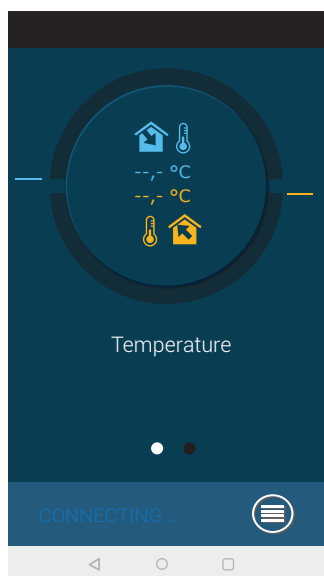 --,- °C
--,- °C
Temperature
CONNECTING...